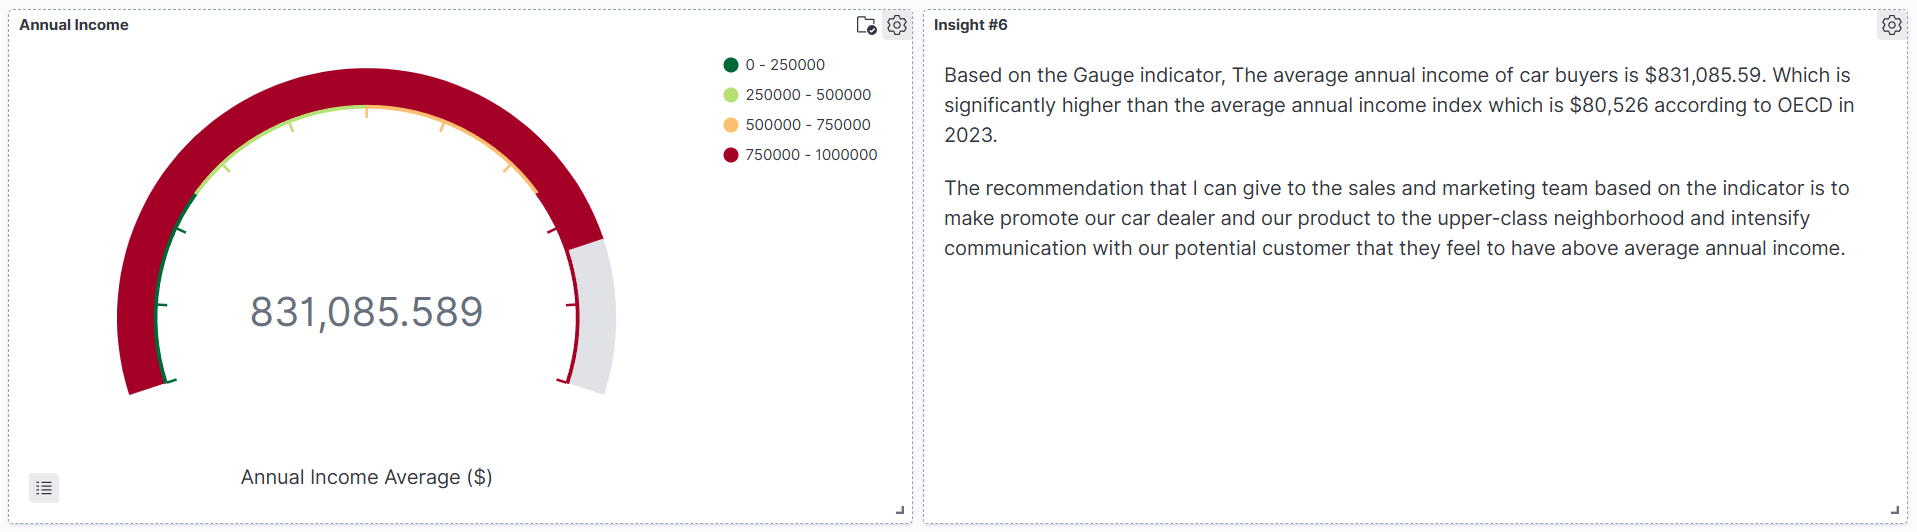 Annual Income
0 - 250000
250000 - 500000
500000 - 750000
750000 - 1000000
831,085.589
Annual Income Average ($)
Insight #6
Based on the Gauge indicator, The average annual income of car buyers is $831,085.59. Which is
significantly higher than the average annual income index which is $80,526 according to OECD in
2023.
The recommendation that I can give to the sales and marketing team based on the indicator is to
make promote our car dealer and our product to the upper-class neighborhood and intensify
communication with our potential customer that they feel to have above average annual income.